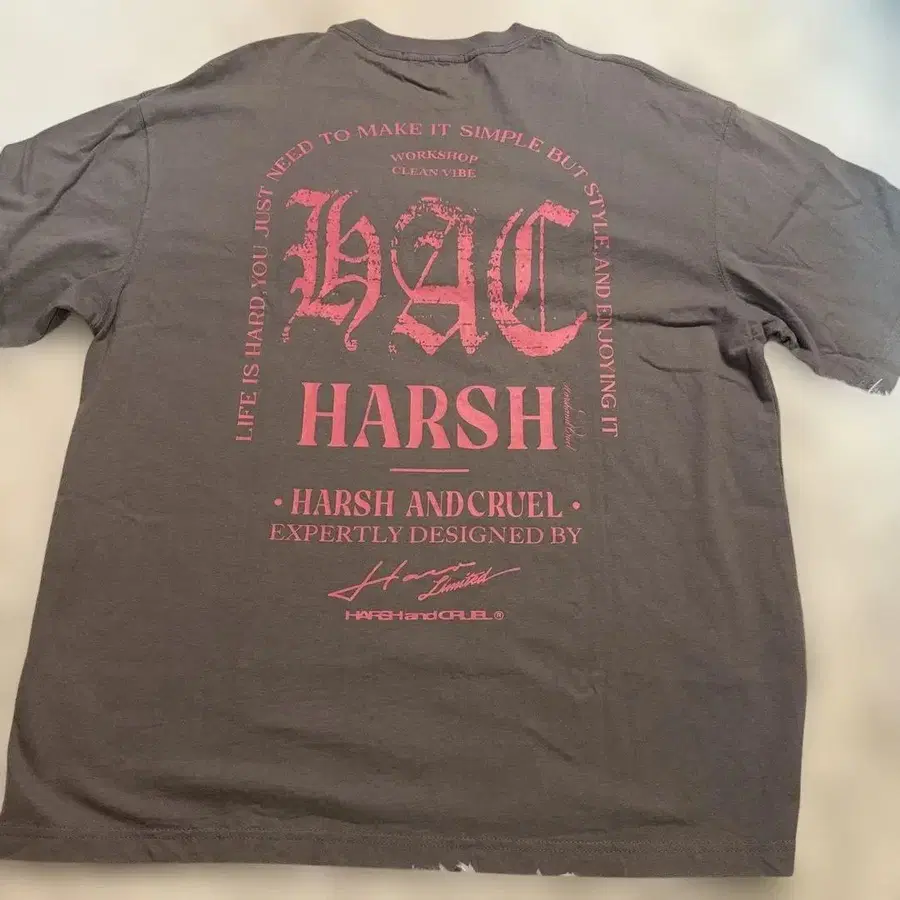 LIFE IS HARD, YOU JUST NEED TO MAKE IT SIMPLE BUT STYLE AND ENJOYING IT
WORKSHOP
CLEAN VIBE
HAC
HARSH
• HARSH ANDCRUEL •
EXPERTLY DESIGNED BY
Limited
HARSH and CRUEL ®